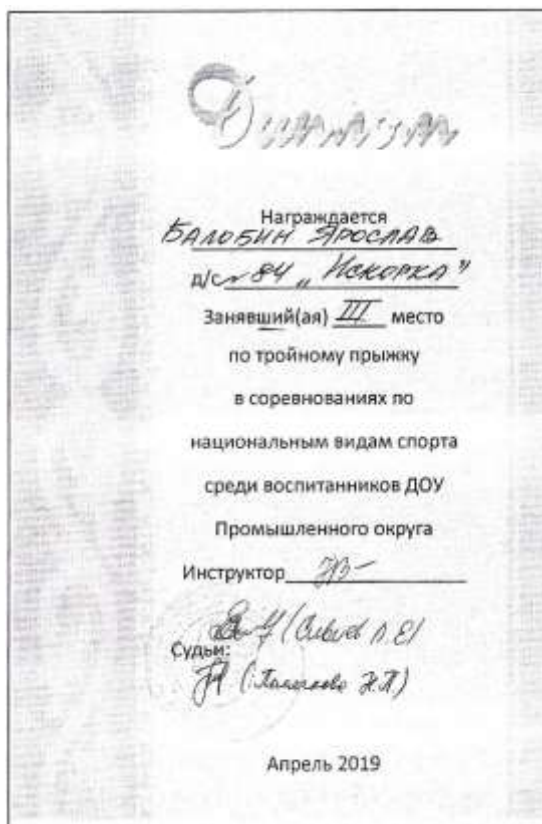 Диплом
Награждается
БАЛОБИН ЯРОСЛАВ
д/с № 84 „Искорка"
Занявший(ая) III место
по тройному прыжку
в соревнованиях по
национальным видам спорта
среди воспитанников ДОУ
Промышленного округа
Инструктор
Судьи:
Апрель 2019